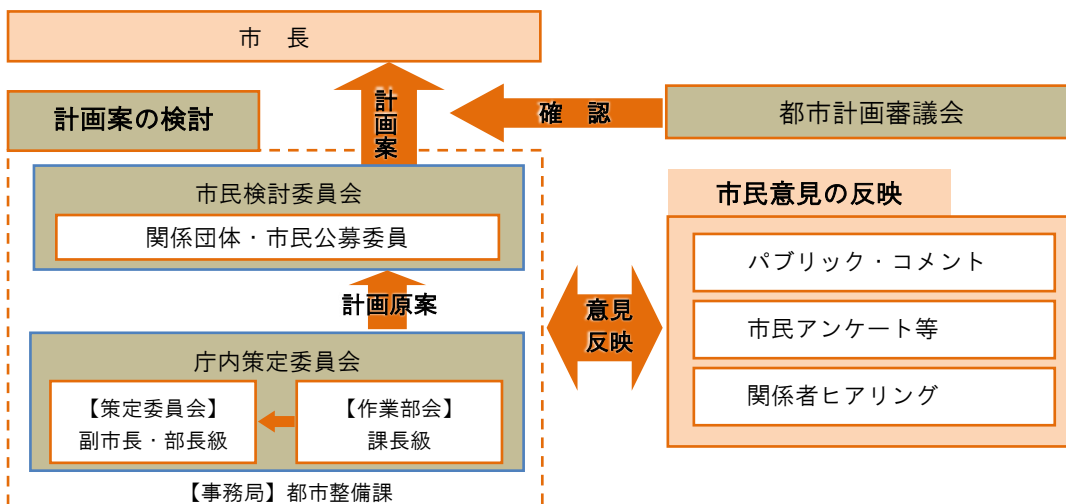 市　長
計画案の検討
計画案
確　認
都市計画審議会
市民検討委員会
関係団体・市民公募委員
計画原案
庁内策定委員会
【策定委員会】
副市長・部長級
【作業部会】
課長級
【事務局】都市整備課
意見
反映
市民意見の反映
パブリック・コメント
市民アンケート等
関係者ヒアリング